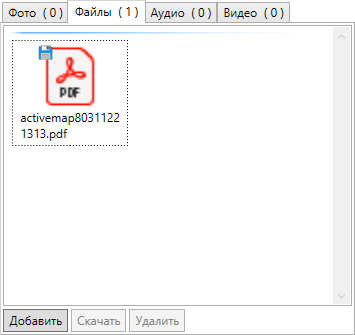 Фото ( 0 ) Файлы ( 1 ) Аудио ( 0 ) Видео ( 0 )
PDF
activemap8031122
1313.pdf
Добавить Скачать Удалить